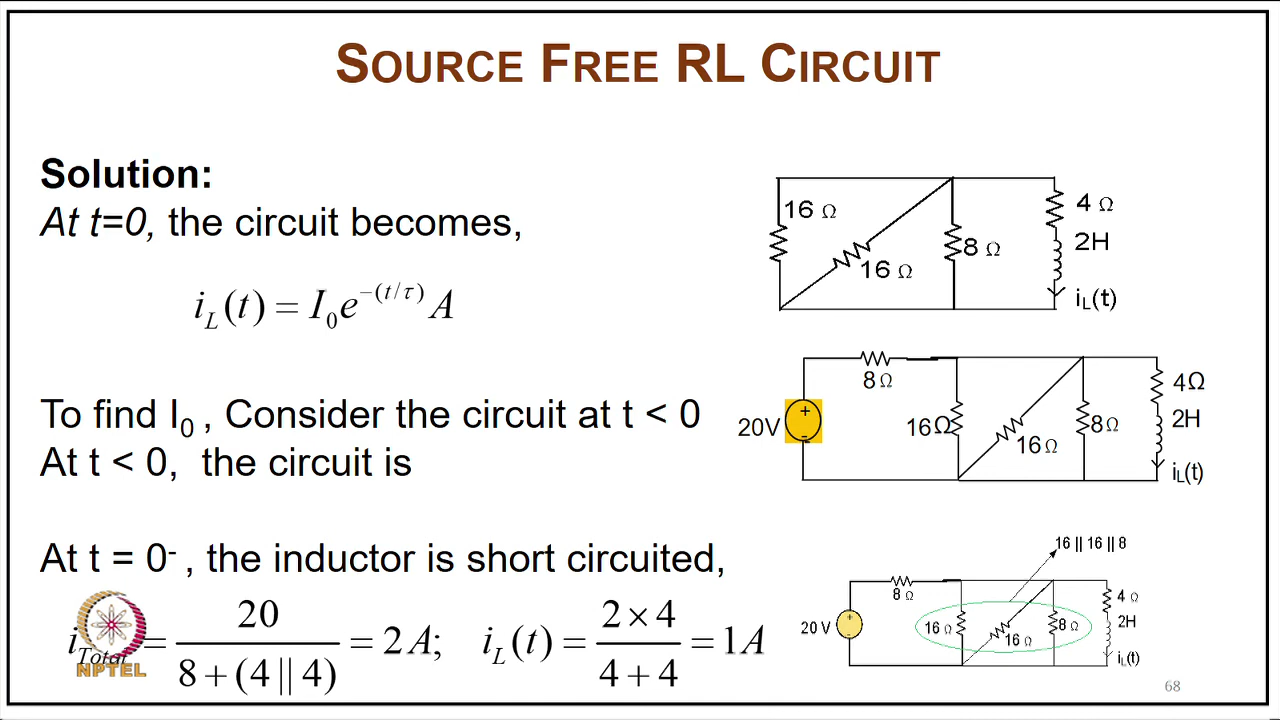 SOURCE FREE RL CIRCUIT
Solution:
At t=0, the circuit becomes,
i_L(t) = I_0 e^{-(t/τ)} A
16 Ω
16 Ω
8 Ω
4 Ω
2H
i_L(t)
To find I_0 , Consider the circuit at t < 0
At t < 0, the circuit is
20V
+
-
8 Ω
16 Ω
16 Ω
8 Ω
4 Ω
2H
i_L(t)
At t = 0^- , the inductor is short circuited,
i_Total = 20 / (8 + (4 || 4)) = 2 A; i_L(t) = (2 × 4) / (4 + 4) = 1 A
16 || 16 || 8
20 V
+
-
8 Ω
16 Ω
16 Ω
8 Ω
4 Ω
2H
i_L(t)
NPTEL
68